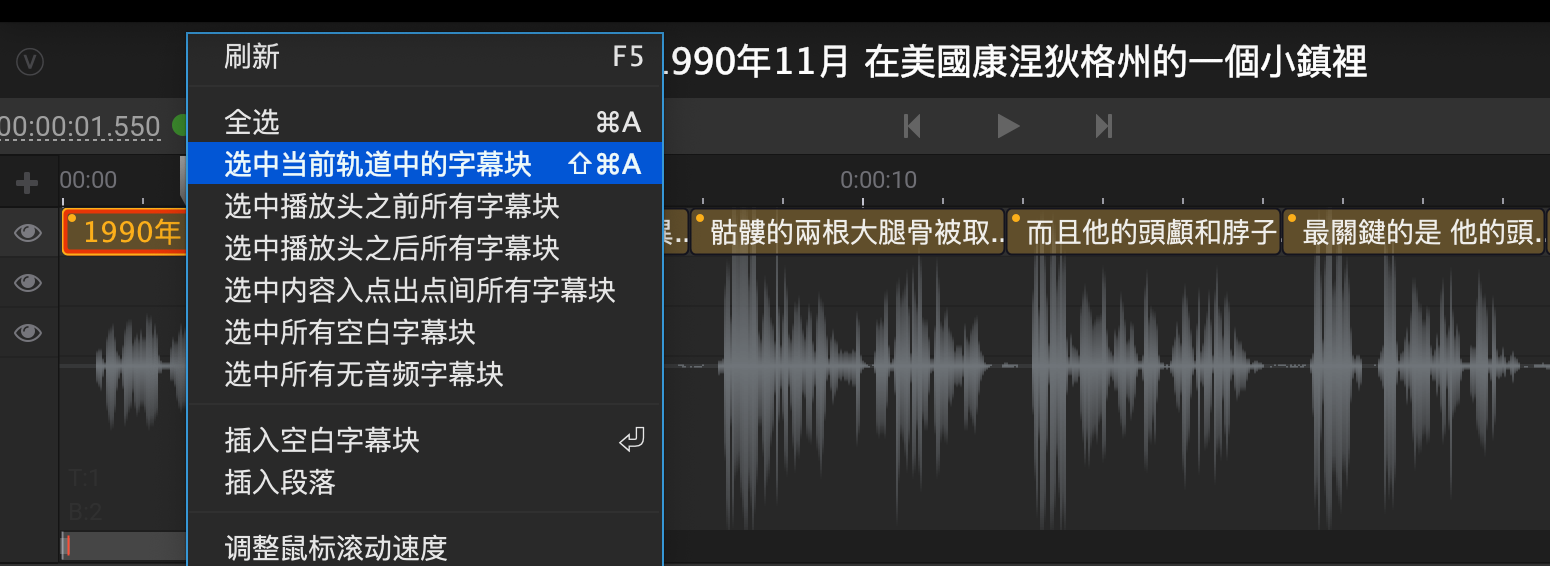 V
刷新 F5
1990年11月 在美國康涅狄格州的一個小鎮裡
全选 ⌘A
00:00:01.550
选中当前轨道中的字幕块 ⇧⌘A
00:00
0:00:10
选中播放头之前所有字幕块
1990年
骷髏的兩根大腿骨被取..
而且他的頭顱和脖子
最關鍵的是 他的頭..
选中播放头之后所有字幕块
选中内容入点出点间所有字幕块
选中所有空白字幕块
选中所有无音频字幕块
插入空白字幕块
插入段落
T:1
B:2
调整鼠标滚动速度